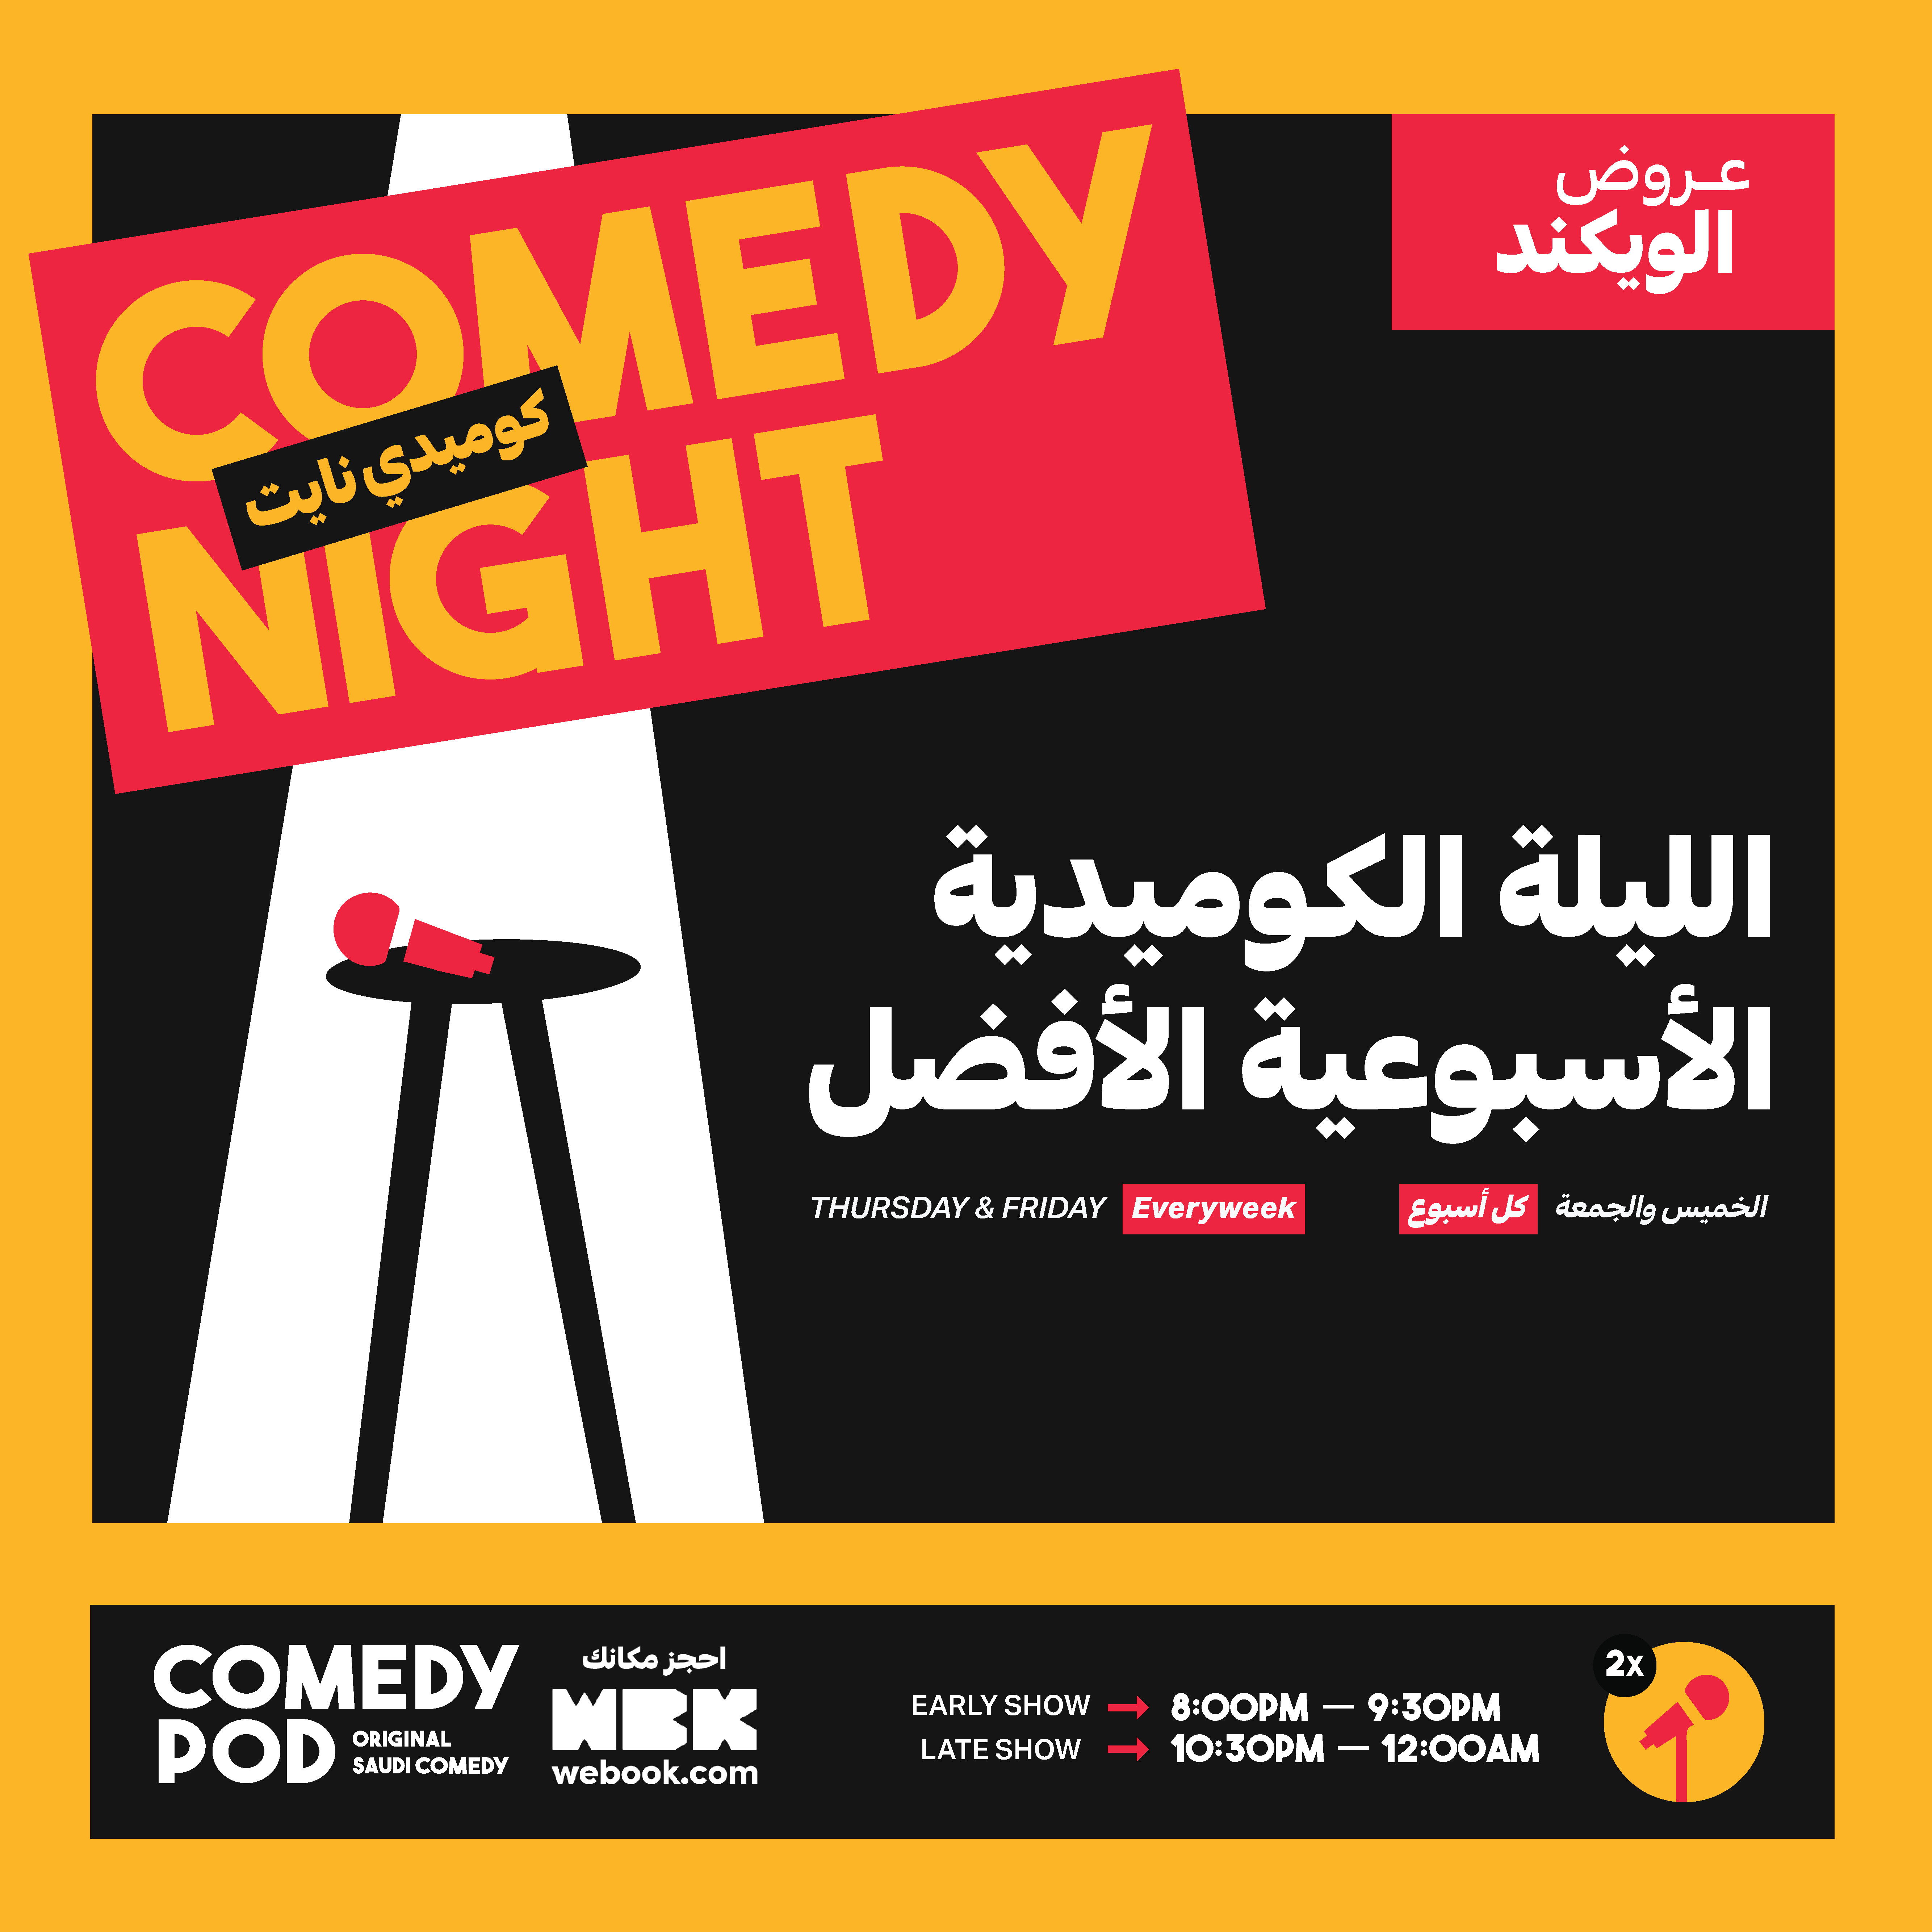 COMEDY
NIGHT
كوميدي نايت
عروض
الويكند
الليلة الكوميدية
الأسبوعية الأفضل
THURSDAY & FRIDAY Everyweek
الخميس والجمعة كل أسبوع
COMEDY
POD
ORIGINAL
SAUDI COMEDY
احجز مكانك
WBK
webook.com
EARLY SHOW 8:00PM — 9:30PM
LATE SHOW 10:30PM — 12:00AM
2x